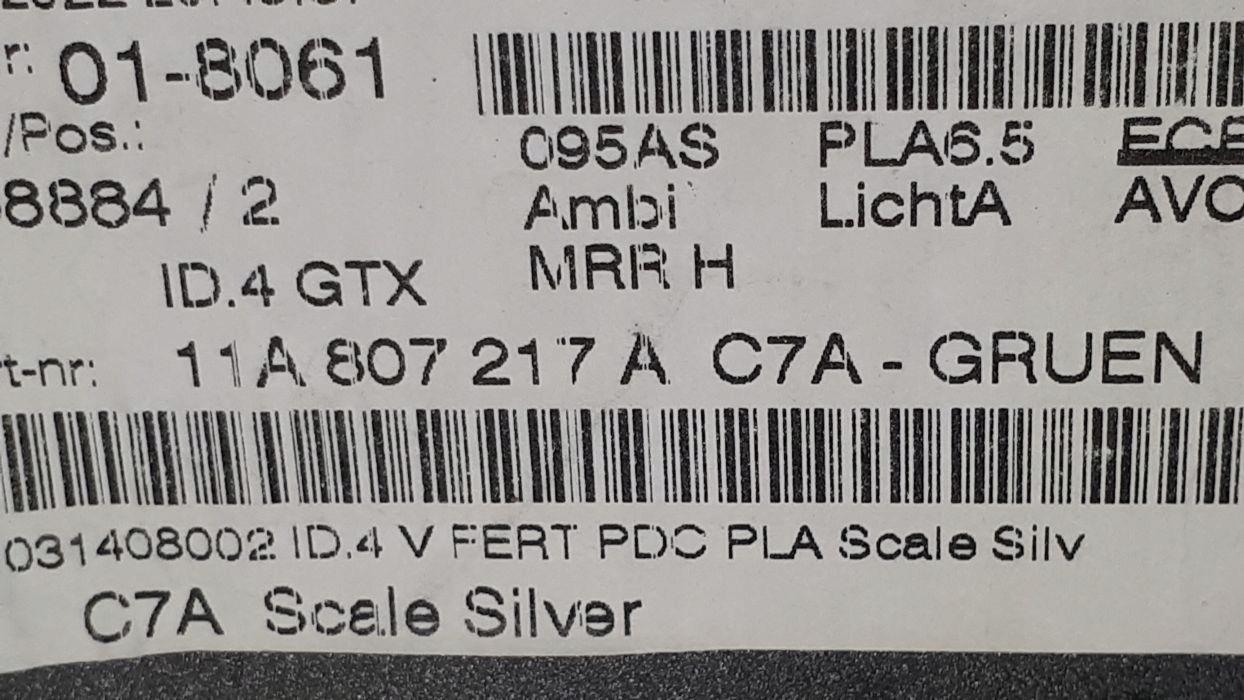 r: 01-8061
/Pos.:
095AS PLA6.5
8884 / 2
Ambi LichtA AVO
ID.4 GTX
MRR H
t-nr: 11A 807 217 A C7A - GRUEN
031408002 ID.4 V FERT PDC PLA Scale Silv
C7A Scale Silver